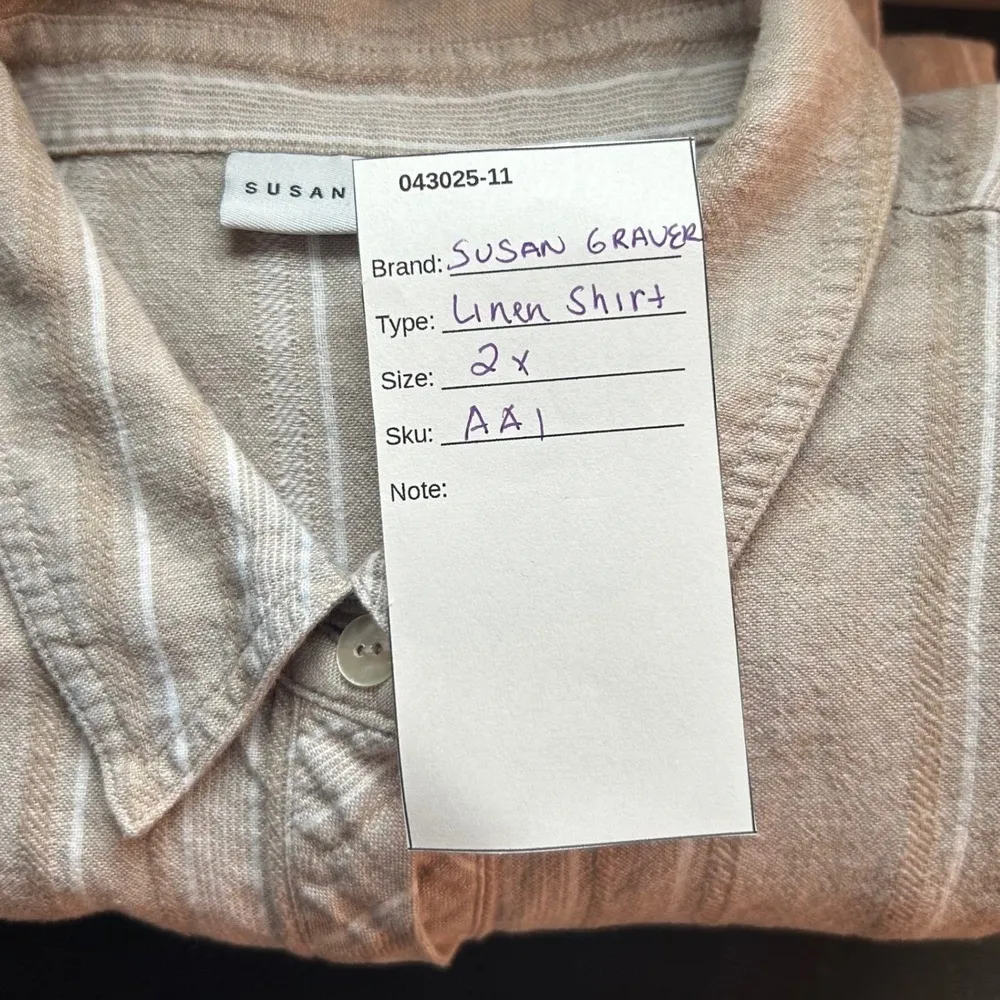 SUSAN
043025-11
Brand: SUSAN GRAVER
Type: Linen Shirt
Size: 2x
Sku: AA1
Note: